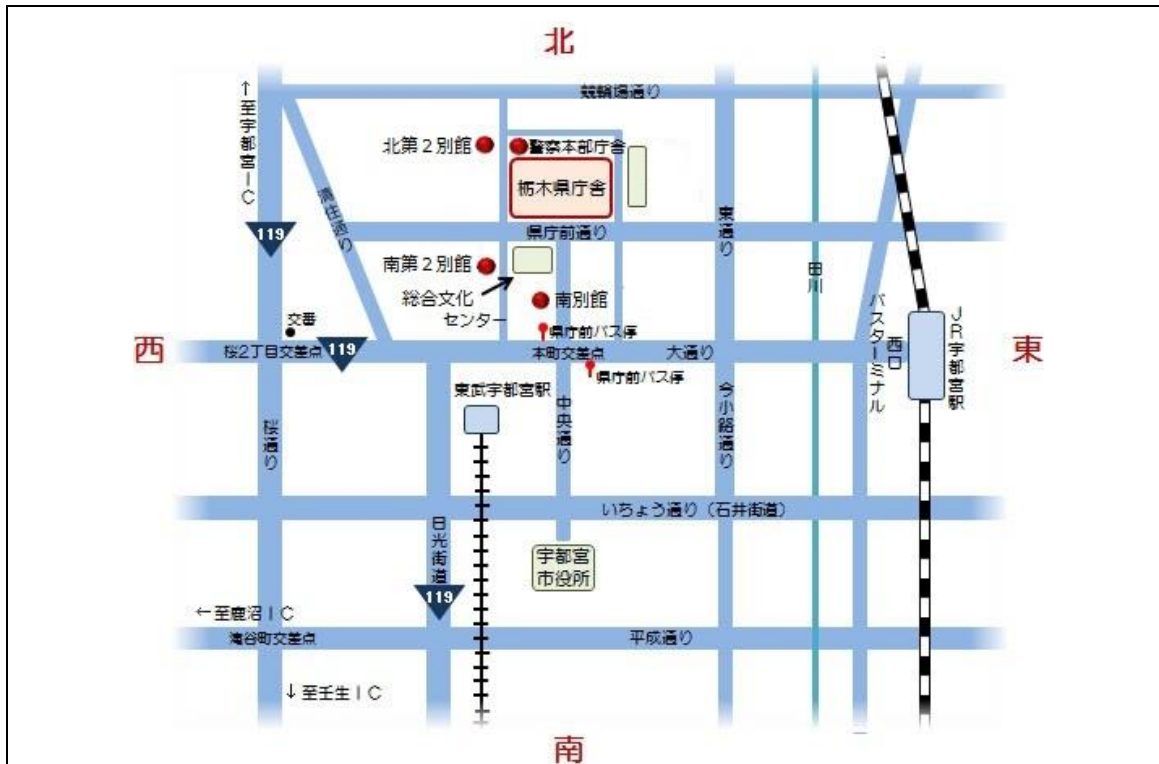 北
競輪場通り
↑至宇都宮ＩＣ
北第２別館
警察本部庁舎
栃木県庁舎
東通り
119
県庁前通り
田川
南第２別館
総合文化
センター
南別館
交番
県庁前バス停
バスターミナル
西口
ＪＲ宇都宮駅
西
桜２丁目交差点
119
本町交差点
大通り
東
県庁前バス停
東武宇都宮駅
中央通り
今小路通り
桜通り
いちょう通り（石井街道）
日光街道
宇都宮
市役所
119
←至鹿沼ＩＣ
滝谷町交差点
平成通り
↓至壬生ＩＣ
南